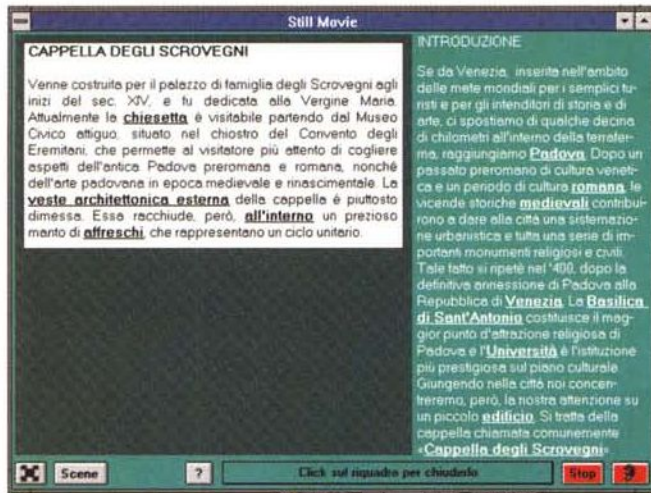 Still Movie
CAPPELLA DEGLI SCROVEGNI
Venne costruita per il palazzo di famiglia degli Scrovegni agli
inizi del sec. XIV, e fu dedicata alla Vergine Maria.
Attualmente la chiesetta è visitabile partendo dal Museo
Civico attiguo, situato nel chiostro del Convento degli
Eremitani, che permette al visitatore più attento di cogliere
aspetti dell'antica Padova preromana e romana, nonché
dell'arte padovana in epoca medievale e rinascimentale. La
veste architettonica esterna della cappella è piuttosto
dimessa. Essa racchiude, però, all'interno un prezioso
manto di affreschi, che rappresentano un ciclo unitario.
INTRODUZIONE
Se da Venezia, inserita nell'ambito
delle mete mondiali per i semplici tu-
risti e per gli intenditori di storia e di
arte, ci spostiamo di qualche decina
di chilometri all'interno della terrafer-
ma, raggiungiamo Padova. Dopo un
passato preromano di cultura veneti-
ca e un periodo di cultura romana, le
vicende storiche medievali contribui-
rono a dare alla città una sistemazio-
ne urbanistica e tutta una serie di im-
portanti monumenti religiosi e civili.
Tale fatto si ripeté nel '400, dopo la
definitiva annessione di Padova alla
Repubblica di Venezia. La Basilica
di Sant'Antonio costituisce il mag-
gior punto d'attrazione religiosa di
Padova e l'Università è l'istituzione
più prestigiosa sul piano culturale.
Giungendo nella città noi concen-
treremo, però, la nostra attenzione su
un piccolo edificio. Si tratta della
cappella chiamata comunemente
«Cappella degli Scrovegni»
Scene
?
Click sul riquadro per chiuderlo
Stop